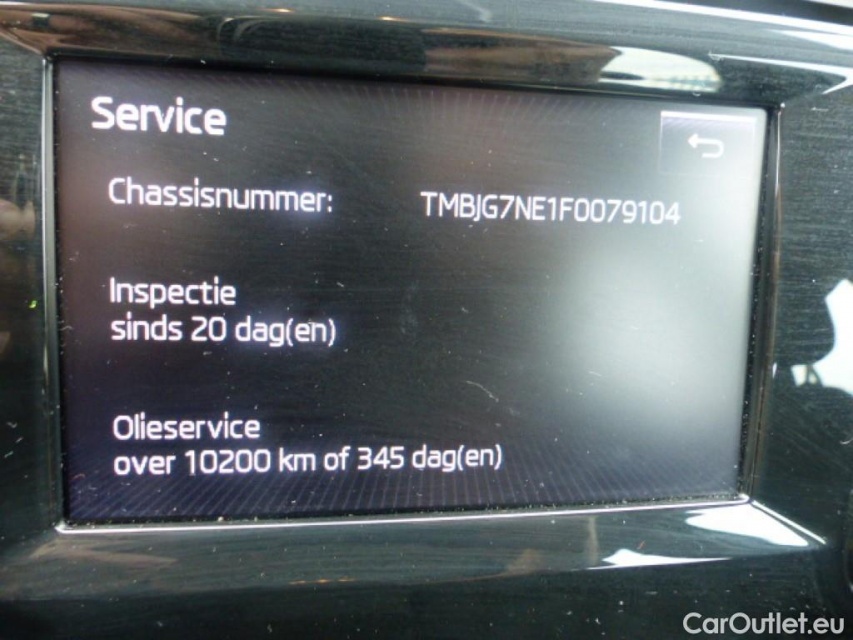 Service
Chassisnummer: TMBJG7NE1F0079104
Inspectie
sinds 20 dag(en)
Olieservice
over 10200 km of 345 dag(en)
CarOutlet.eu